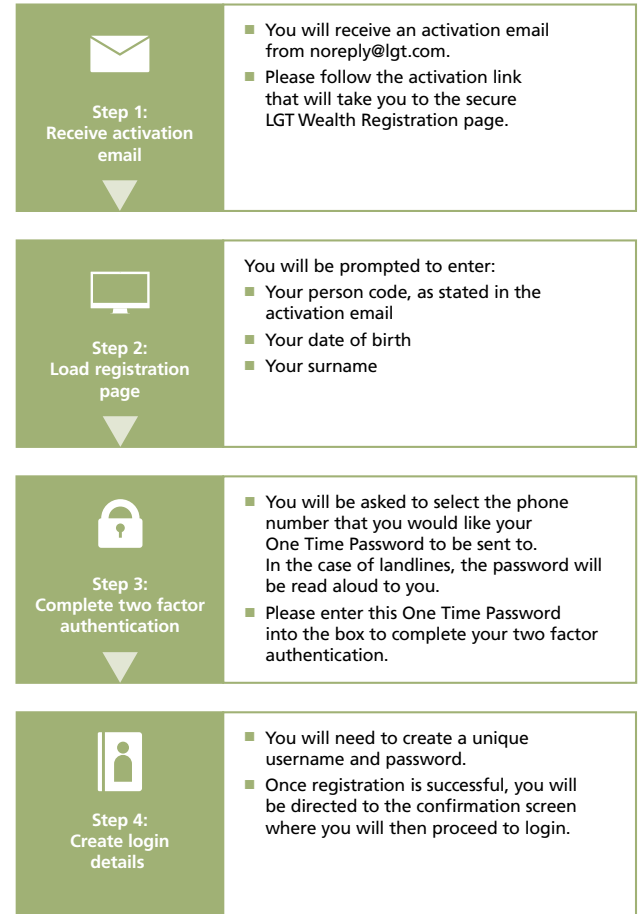 Step 1:
Receive activation
email
■ You will receive an activation email
from noreply@lgt.com.
■ Please follow the activation link
that will take you to the secure
LGT Wealth Registration page.
Step 2:
Load registration
page
You will be prompted to enter:
■ Your person code, as stated in the
activation email
■ Your date of birth
■ Your surname
Step 3:
Complete two factor
authentication
■ You will be asked to select the phone
number that you would like your
One Time Password to be sent to.
In the case of landlines, the password will
be read aloud to you.
■ Please enter this One Time Password
into the box to complete your two factor
authentication.
Step 4:
Create login
details
■ You will need to create a unique
username and password.
■ Once registration is successful, you will
be directed to the confirmation screen
where you will then proceed to login.